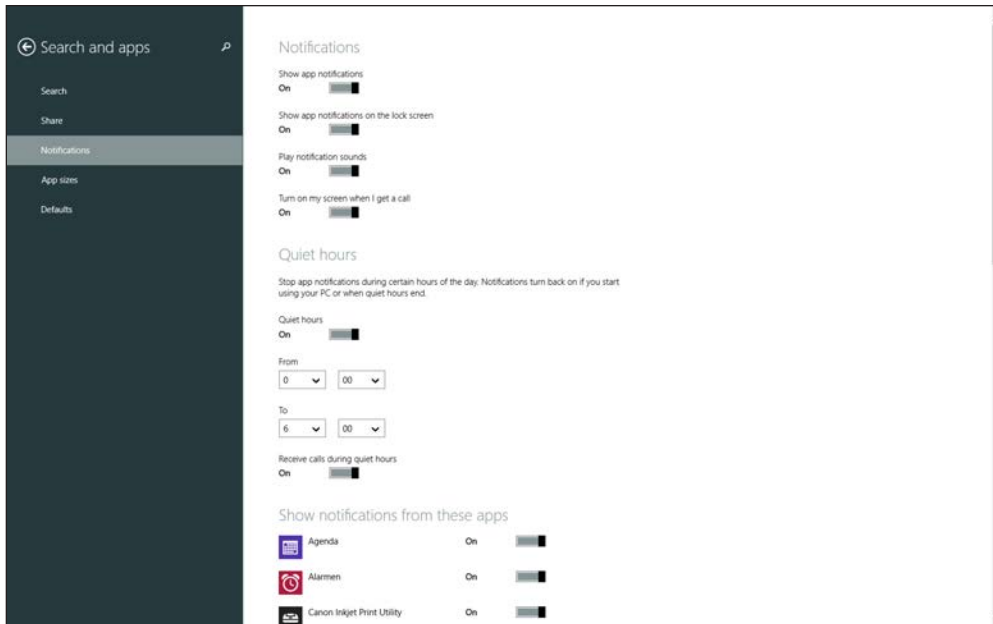 Search and apps
Search
Share
Notifications
App sizes
Defaults
Notifications
Show app notifications
On
Show app notifications on the lock screen
On
Play notification sounds
On
Turn on my screen when I get a call
On
Quiet hours
Stop app notifications during certain hours of the day. Notifications turn back on if you start
using your PC or when quiet hours end.
Quiet hours
On
From
0 00
To
6 00
Receive calls during quiet hours
On
Show notifications from these apps
Agenda On
Alarmen On
Canon Inkjet Print Utility On